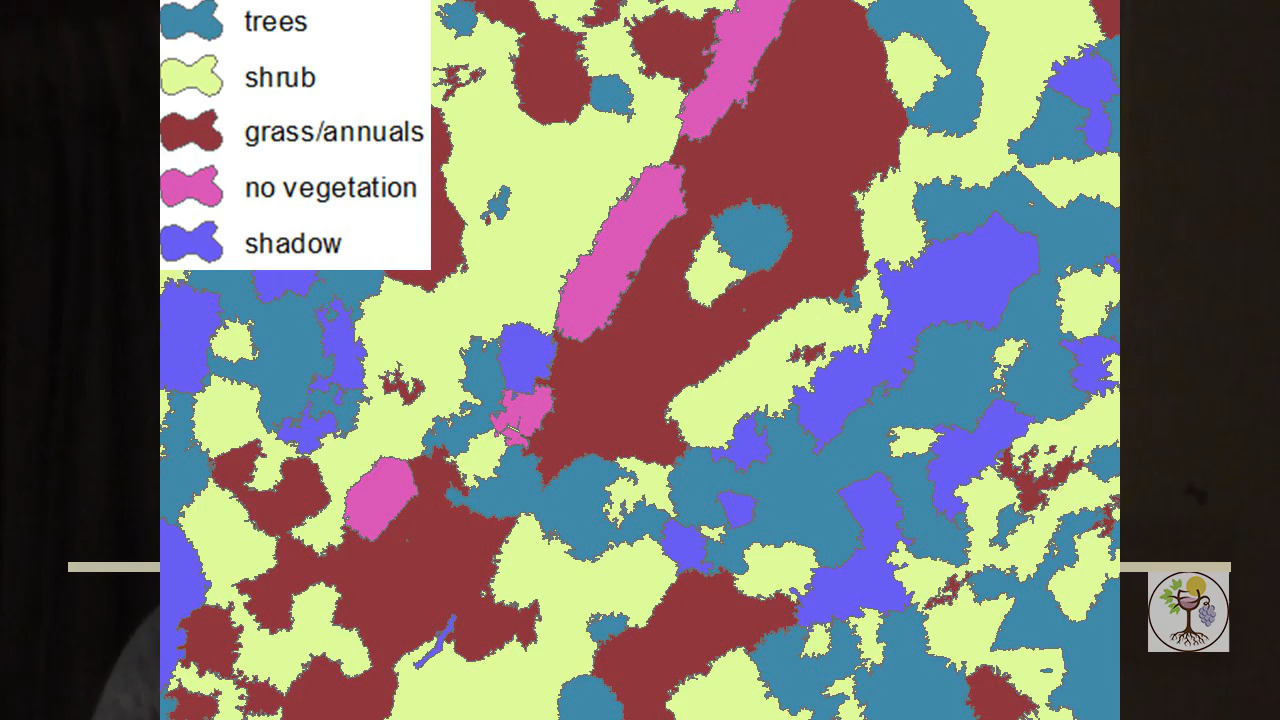 trees
shrub
grass/annuals
no vegetation
shadow